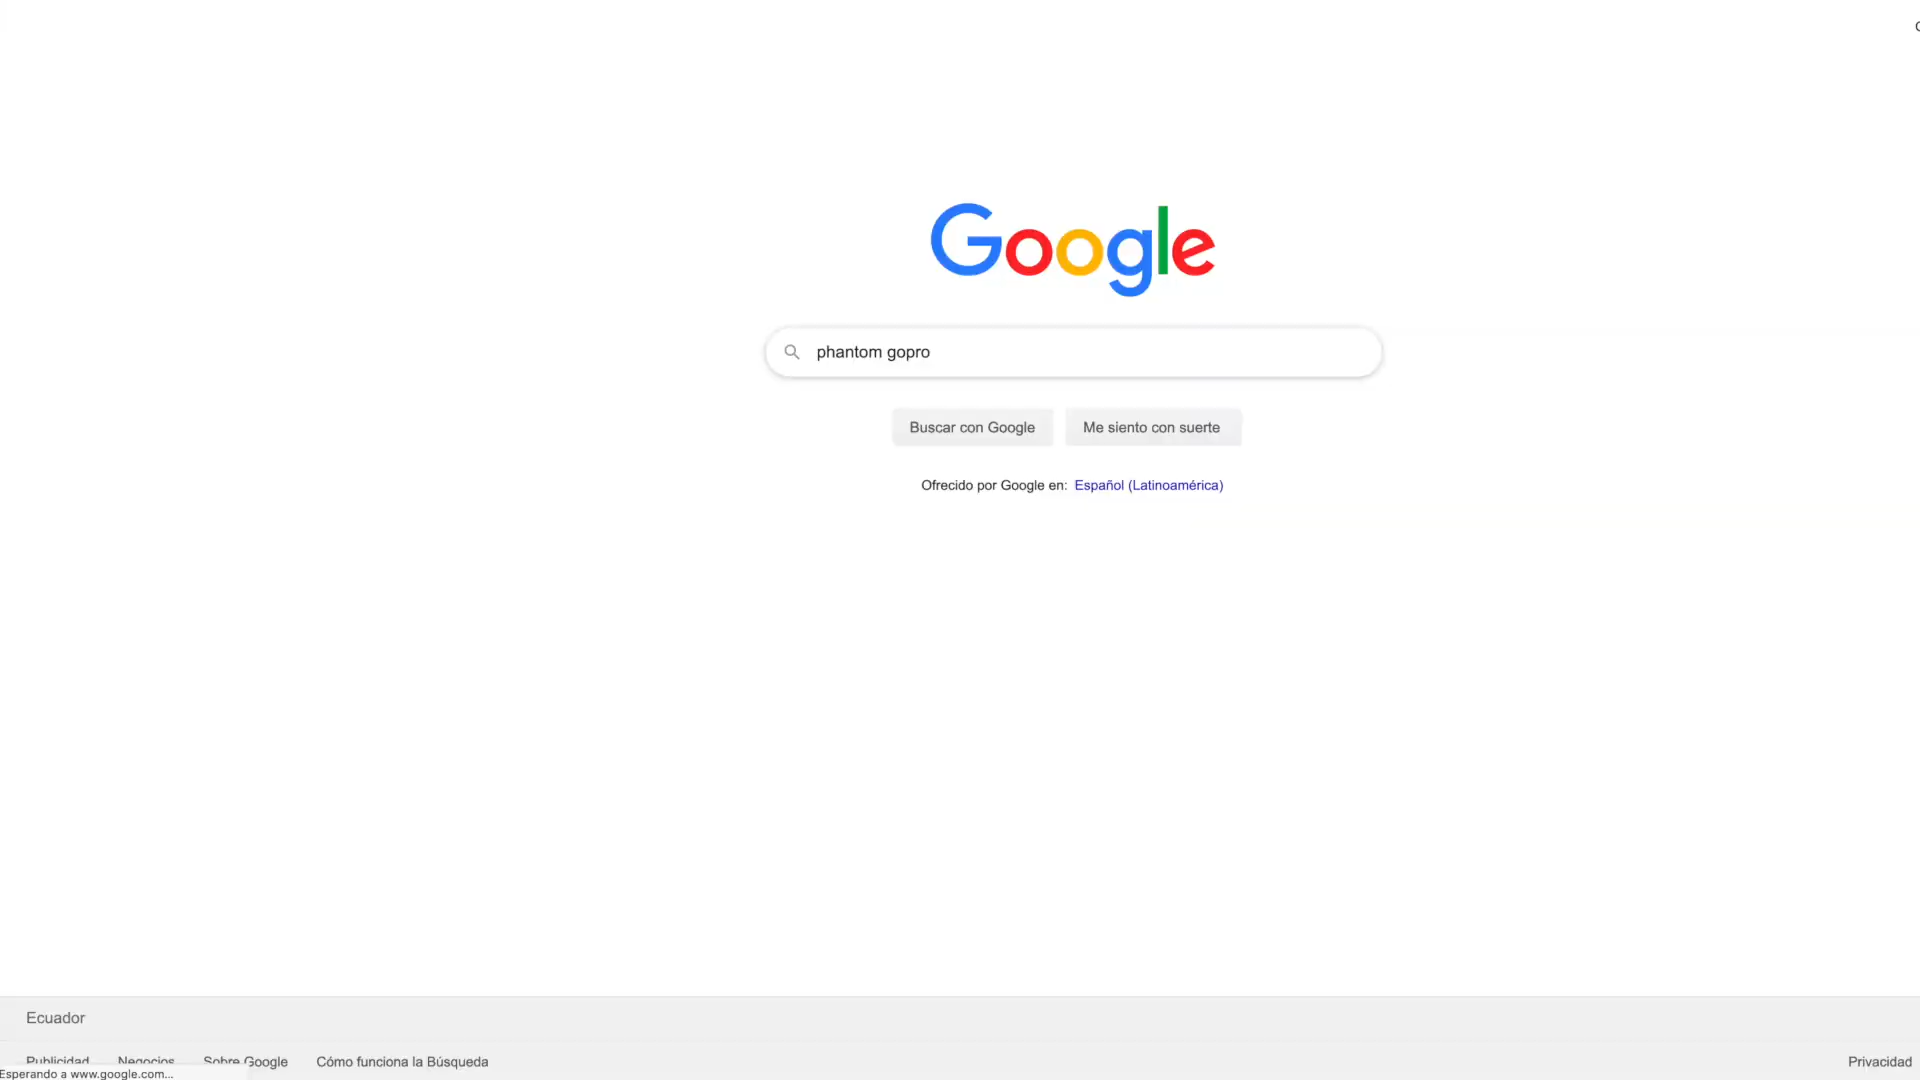 Google
phantom gopro
Buscar con Google
Me siento con suerte
Ofrecido por Google en: Español (Latinoamérica)
Ecuador
Publicidad Negocios Sobre Google Cómo funciona la Búsqueda Privacidad
Esperando a www.google.com...